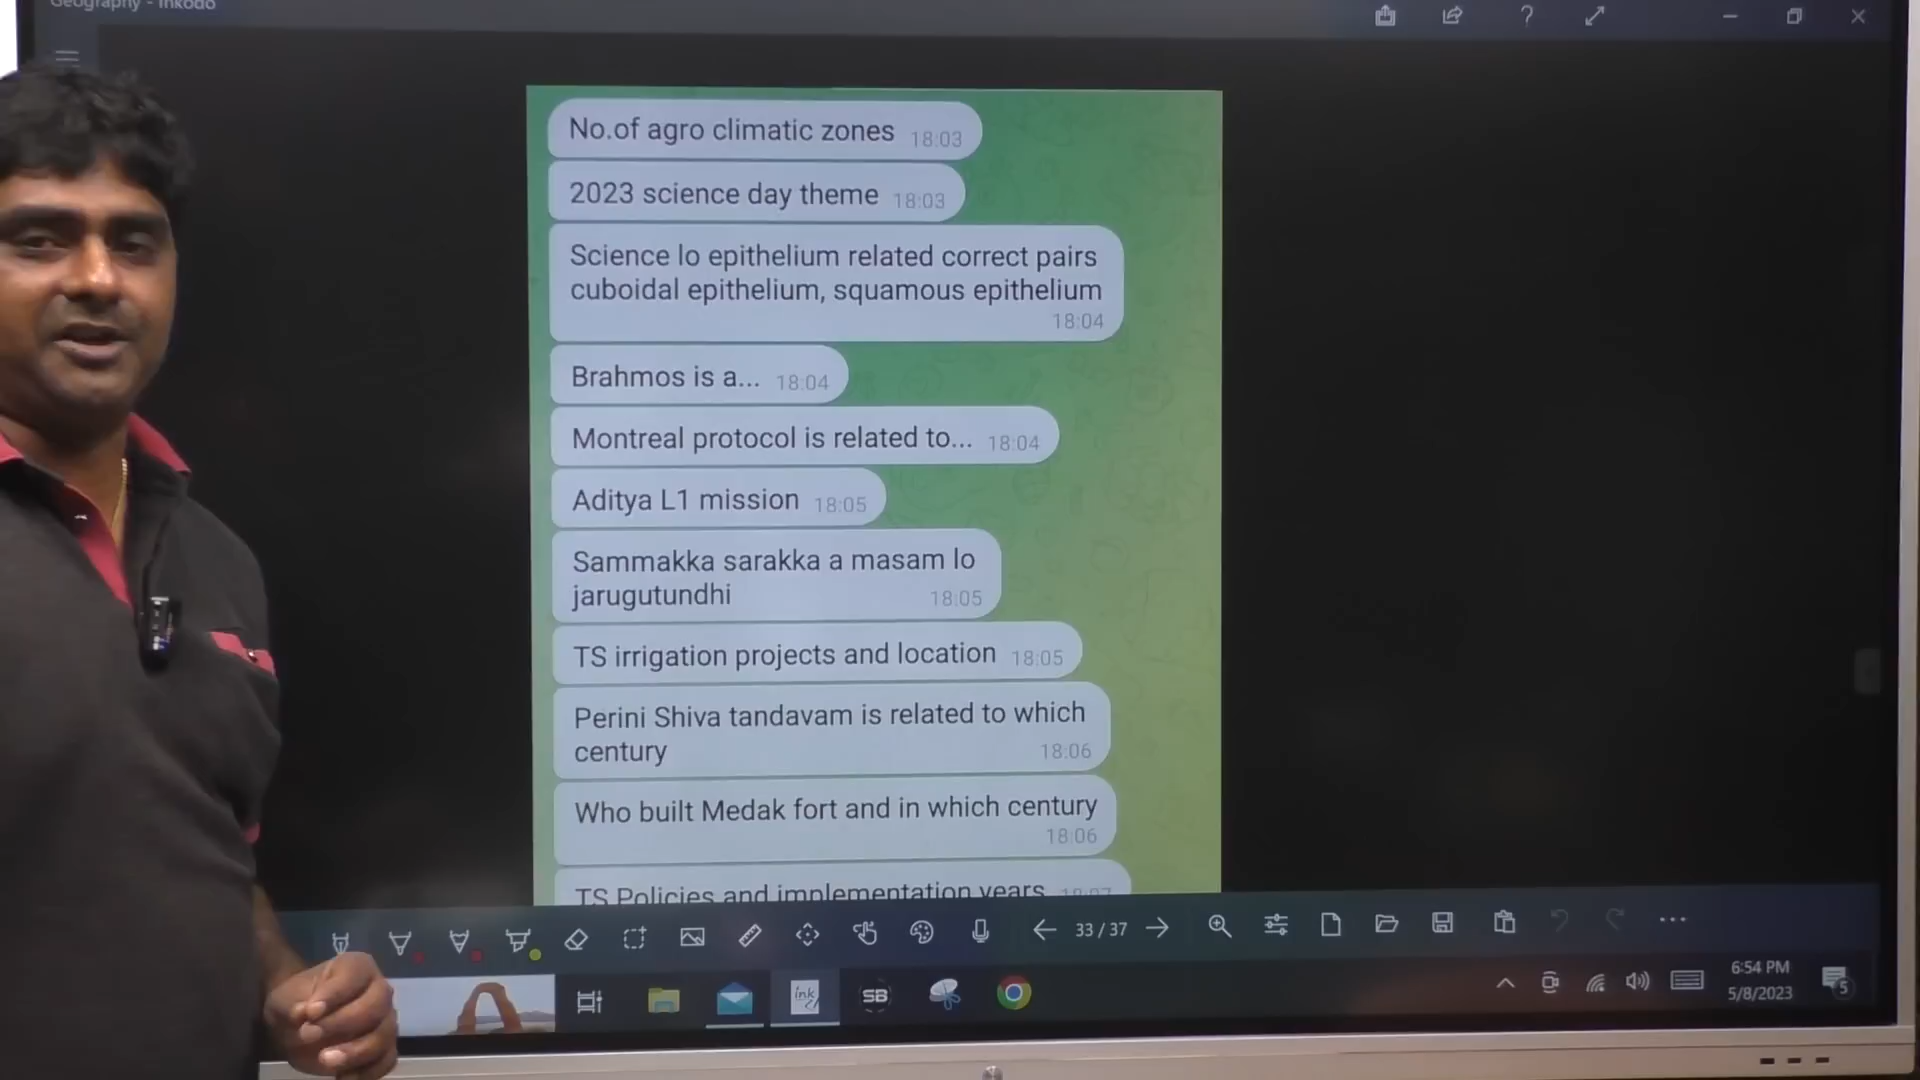 Geography - Inkodo
No.of agro climatic zones 18:03
2023 science day theme 18:03
Science lo epithelium related correct pairs
cuboidal epithelium, squamous epithelium
18:04
Brahmos is a... 18:04
Montreal protocol is related to... 18:04
Aditya L1 mission 18:05
Sammakka sarakka a masam lo
jarugutundhi 18:05
TS irrigation projects and location 18:05
Perini Shiva tandavam is related to which
century 18:06
Who built Medak fort and in which century
18:06
TS Policies and implementation years 18:07
33 / 37
ink
SB
6:54 PM
5/8/2023
5